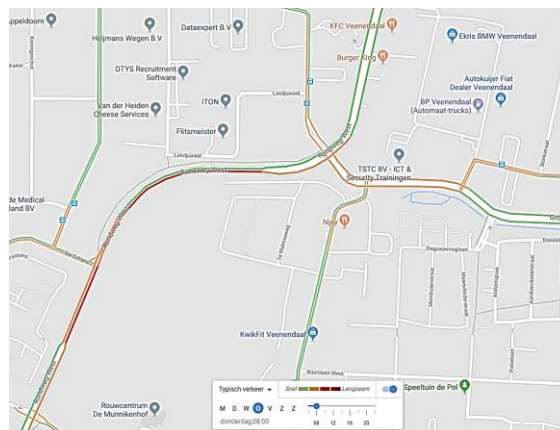 Appeldoorn
Heijmans Wegen B.V
Dataexpert B.V
KFC Veenendaal
Burger King
Ekris BMW Veenendaal
OTYS Recruitment
Software
Autokuijer Fiat
Dealer Veenendaal
BP Veenendaal
(Automaat-trucks)
Van der Heiden
Cheese Services
ITON
Landjuweel
Flitsmeister
Landjuweel
Rondweg West
Rondweg West
TSTC BV - ICT &
Security Trainingen
de Medical
land BV
Rondweg West
Njoy
KwikFit Veenendaal
Rondweg West
Buurtlaan West
Speeltuin de Pol
Rouwcentrum
De Munnikenhof
Typisch verkeer
Snel
Langzaam
M D W D V Z Z
08 12 16 20
donderdag, 08:00